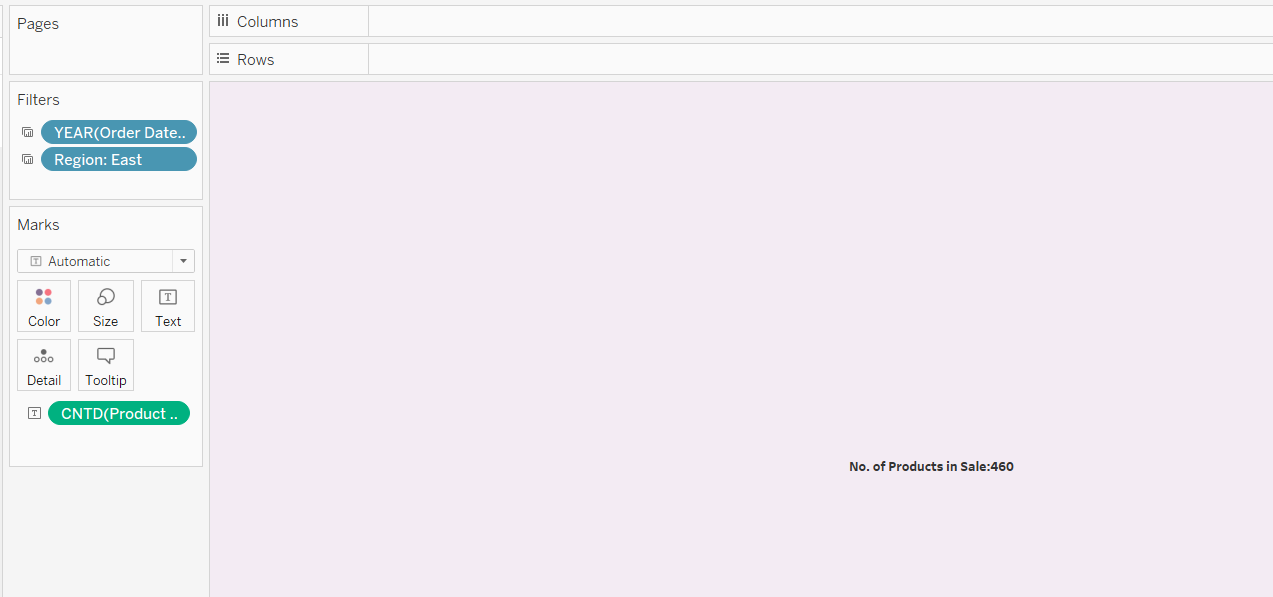 Pages
Columns
Rows
Filters
YEAR(Order Date..
Region: East
Marks
Automatic
Color Size Text
Detail Tooltip
CNTD(Product ..
No. of Products in Sale:460